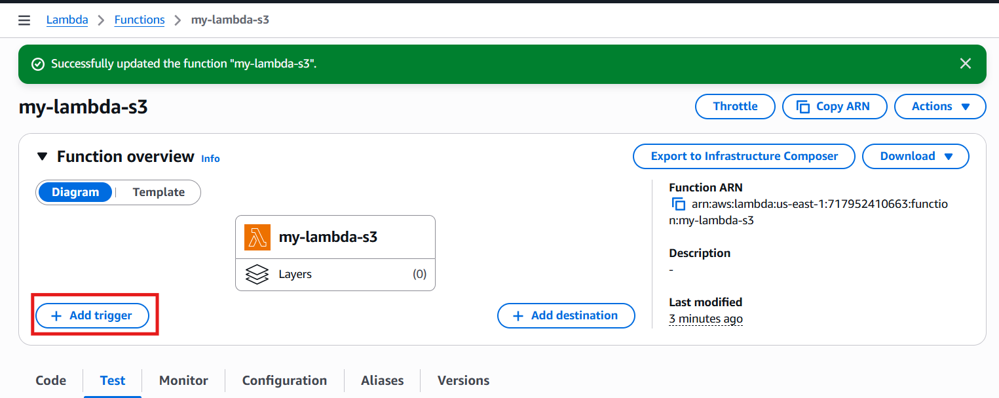 Lambda > Functions > my-lambda-s3
Successfully updated the function "my-lambda-s3".
my-lambda-s3
Throttle
Copy ARN
Actions
Function overview Info
Export to Infrastructure Composer
Download
Diagram
Template
my-lambda-s3
Layers (0)
+ Add trigger
+ Add destination
Function ARN
arn:aws:lambda:us-east-1:717952410663:functio
n:my-lambda-s3
Description
-
Last modified
3 minutes ago
Code
Test
Monitor
Configuration
Aliases
Versions